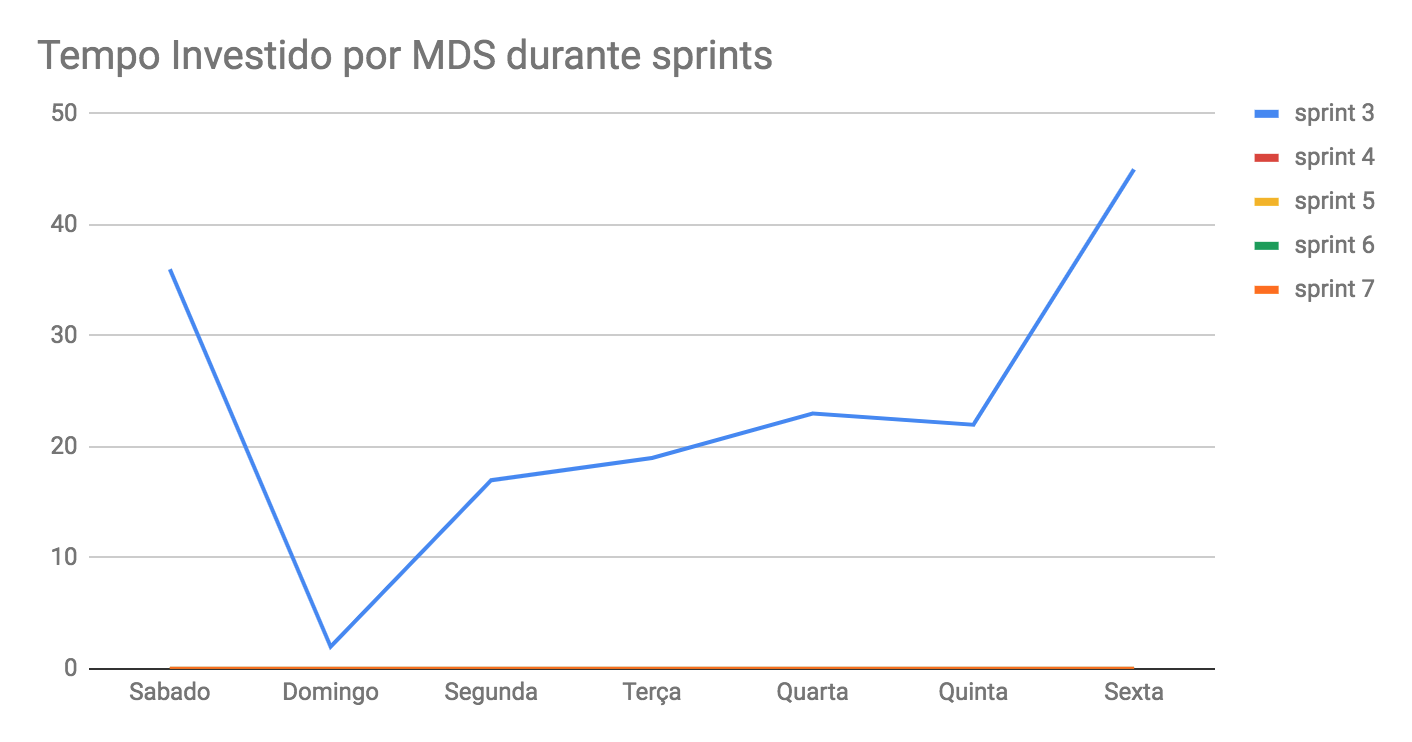 Tempo Investido por MDS durante sprints
50
40
30
20
10
0
Sabado Domingo Segunda Terça Quarta Quinta Sexta
sprint 3
sprint 4
sprint 5
sprint 6
sprint 7